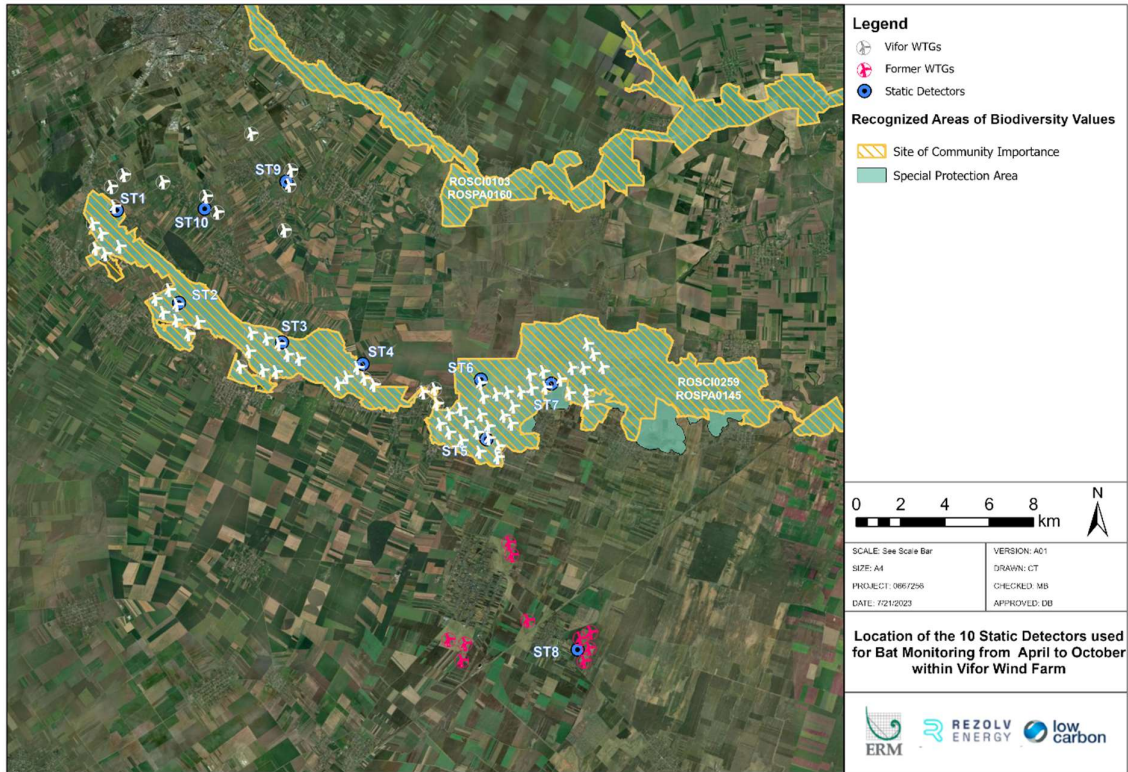 Legend
Vifor WTGs
Former WTGs
Static Detectors
Recognized Areas of Biodiversity Values
Site of Community Importance
Special Protection Area
ST9
ST1
ST10
ROSCI0103
ROSPA0160
ST2
ST3
ST4
ST6
ROSCI0259
ROSPA0145
ST7
ST5
ST8
N
0 2 4 6 8
km
SCALE: See Scale Bar
VERSION: A01
SIZE: A4
DRAWN: CT
PROJECT: 0667256
CHECKED: MB
DATE: 7/21/2023
APPROVED: DB
Location of the 10 Static Detectors used
for Bat Monitoring from April to October
within Vifor Wind Farm
ERM
REZOLV
ENERGY
low
carbon